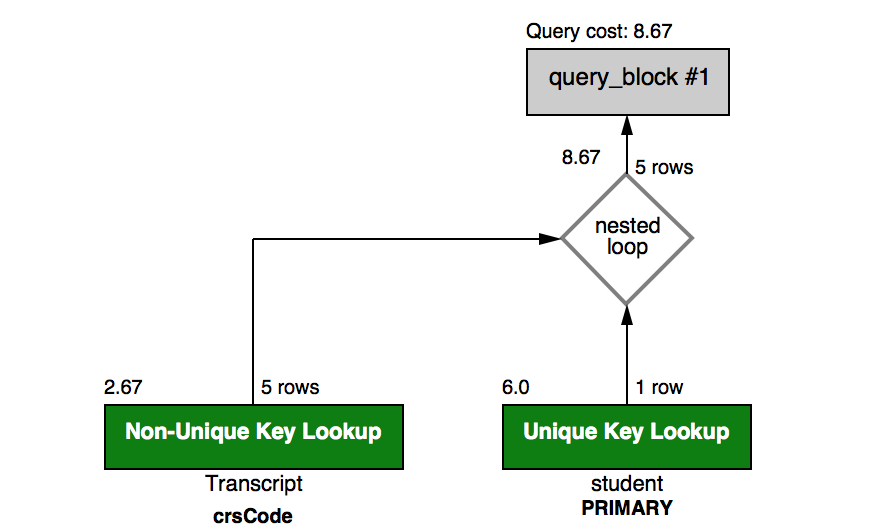 Query cost: 8.67
query_block #1
8.67
5 rows
nested
loop
2.67
5 rows
6.0
1 row
Non-Unique Key Lookup
Unique Key Lookup
Transcript
student
crsCode
PRIMARY